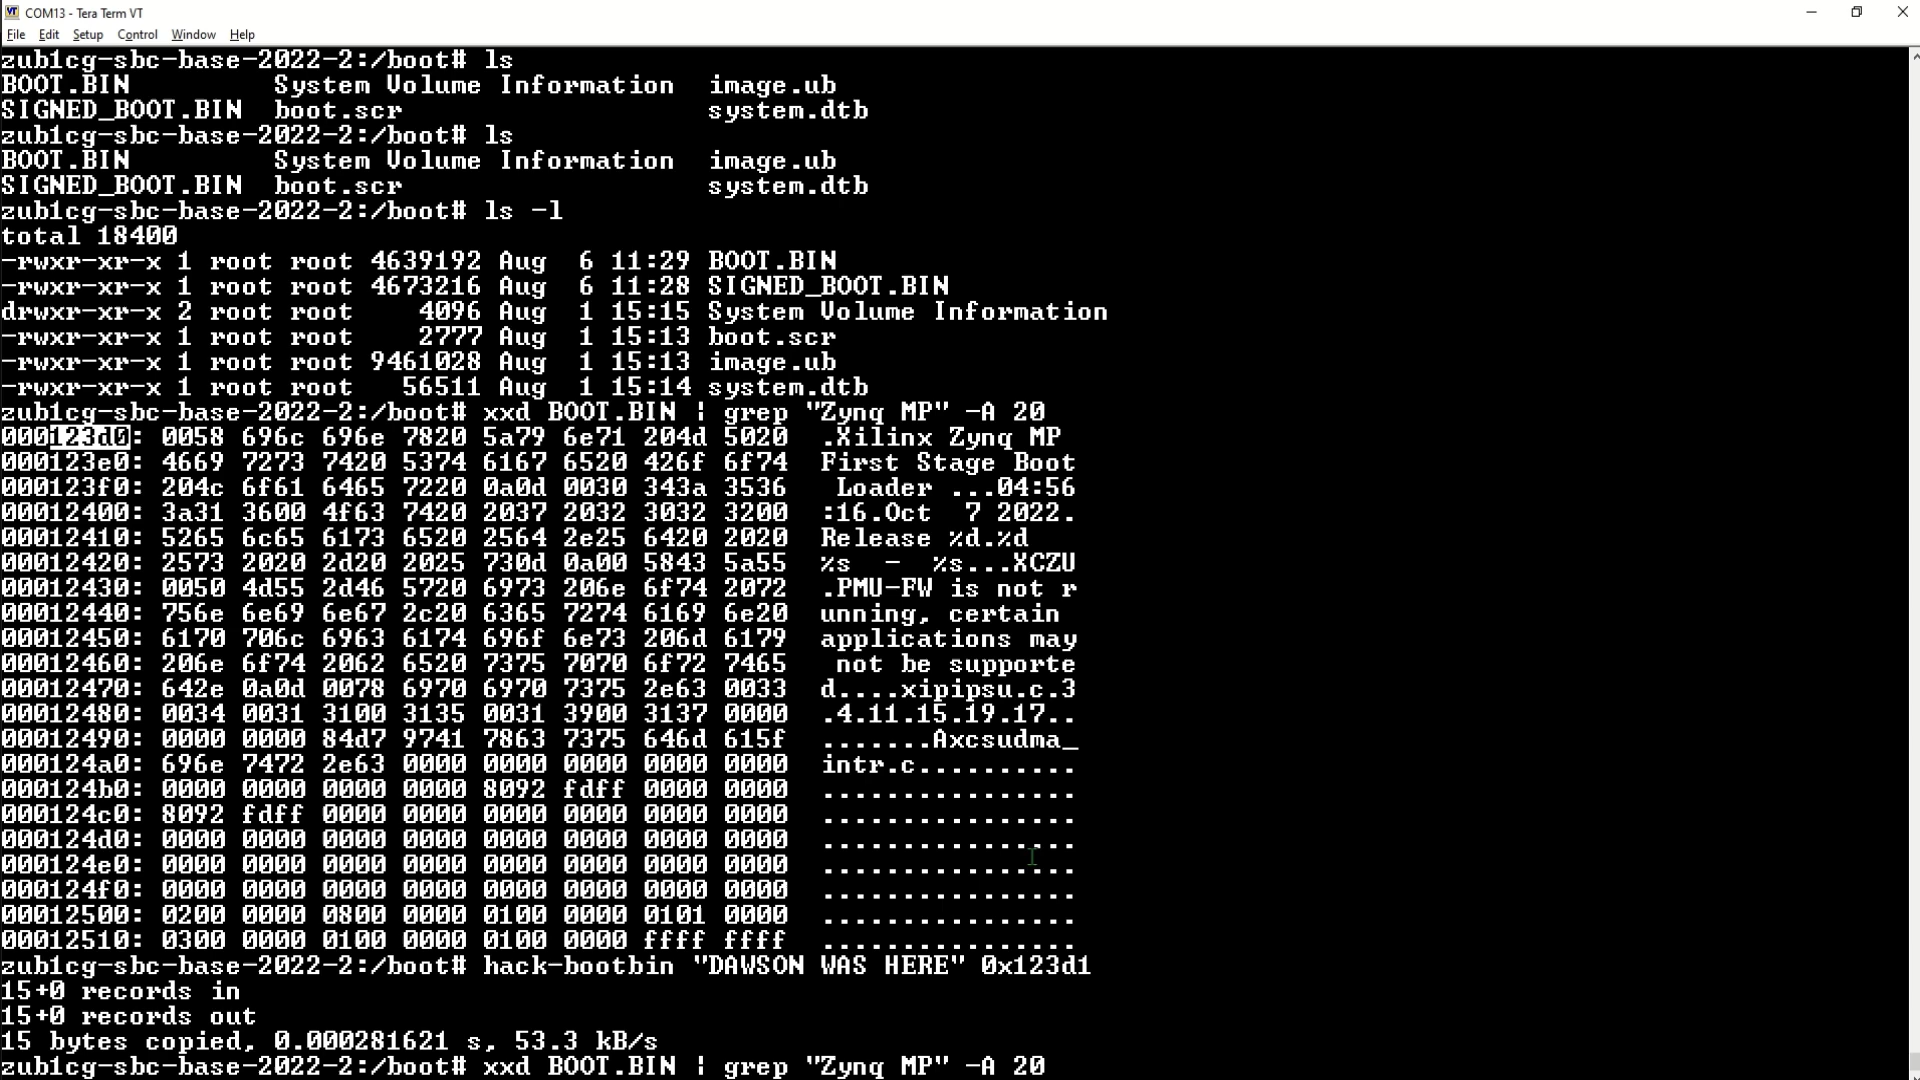 COM13 - Tera Term VT
File Edit Setup Control Window Help
zub1cg-sbc-base-2022-2:/boot# ls
BOOT.BIN         System Volume Information  image.ub
SIGNED_BOOT.BIN  boot.scr                   system.dtb
zub1cg-sbc-base-2022-2:/boot# ls
BOOT.BIN         System Volume Information  image.ub
SIGNED_BOOT.BIN  boot.scr                   system.dtb
zub1cg-sbc-base-2022-2:/boot# ls -l
total 18400
-rwxr-xr-x 1 root root 4639192 Aug  6 11:29 BOOT.BIN
-rwxr-xr-x 1 root root 4673216 Aug  6 11:28 SIGNED_BOOT.BIN
drwxr-xr-x 2 root root    4096 Aug  1 15:15 System Volume Information
-rwxr-xr-x 1 root root    2777 Aug  1 15:13 boot.scr
-rwxr-xr-x 1 root root 9461028 Aug  1 15:13 image.ub
-rwxr-xr-x 1 root root   56511 Aug  1 15:14 system.dtb
zub1cg-sbc-base-2022-2:/boot# xxd BOOT.BIN | grep "Zynq MP" -A 20
000123d0: 0058 696c 696e 7820 5a79 6e71 204d 5020  .Xilinx Zynq MP
000123e0: 4669 7273 7420 5374 6167 6520 426f 6f74  First Stage Boot
000123f0: 204c 6f61 6465 7220 0a0d 0030 343a 3536   Loader ...04:56
00012400: 3a31 3600 4f63 7420 2037 2032 3032 3200  :16.Oct  7 2022.
00012410: 5265 6c65 6173 6520 2564 2e25 6420 2020  Release %d.%d
00012420: 2573 2020 2d20 2025 730d 0a00 5843 5a55  %s  -  %s...XCZU
00012430: 0050 4d55 2d46 5720 6973 206e 6f74 2072  .PMU-FW is not r
00012440: 756e 6e69 6e67 2c20 6365 7274 6169 6e20  unning, certain
00012450: 6170 706c 6963 6174 696f 6e73 206d 6179  applications may
00012460: 206e 6f74 2062 6520 7375 7070 6f72 7465   not be supporte
00012470: 642e 0a0d 0078 6970 6970 7375 2e63 0033  d....xipipsu.c.3
00012480: 0034 0031 3100 3135 0031 3900 3137 0000  .4.11.15.19.17..
00012490: 0000 0000 84d7 9741 7863 7375 646d 615f  .......Axcsudma_
000124a0: 696e 7472 2e63 0000 0000 0000 0000 0000  intr.c..........
000124b0: 0000 0000 0000 0000 8092 fdff 0000 0000  ................
000124c0: 8092 fdff 0000 0000 0000 0000 0000 0000  ................
000124d0: 0000 0000 0000 0000 0000 0000 0000 0000  ................
000124e0: 0000 0000 0000 0000 0000 0000 0000 0000  ................
000124f0: 0000 0000 0000 0000 0000 0000 0000 0000  ................
00012500: 0200 0000 0800 0000 0100 0000 0101 0000  ................
00012510: 0300 0000 0100 0000 0100 0000 ffff ffff  ................
zub1cg-sbc-base-2022-2:/boot# hack-bootbin "DAWSON WAS HERE" 0x123d1
15+0 records in
15+0 records out
15 bytes copied, 0.000281621 s, 53.3 kB/s
zub1cg-sbc-base-2022-2:/boot# xxd BOOT.BIN | grep "Zynq MP" -A 20